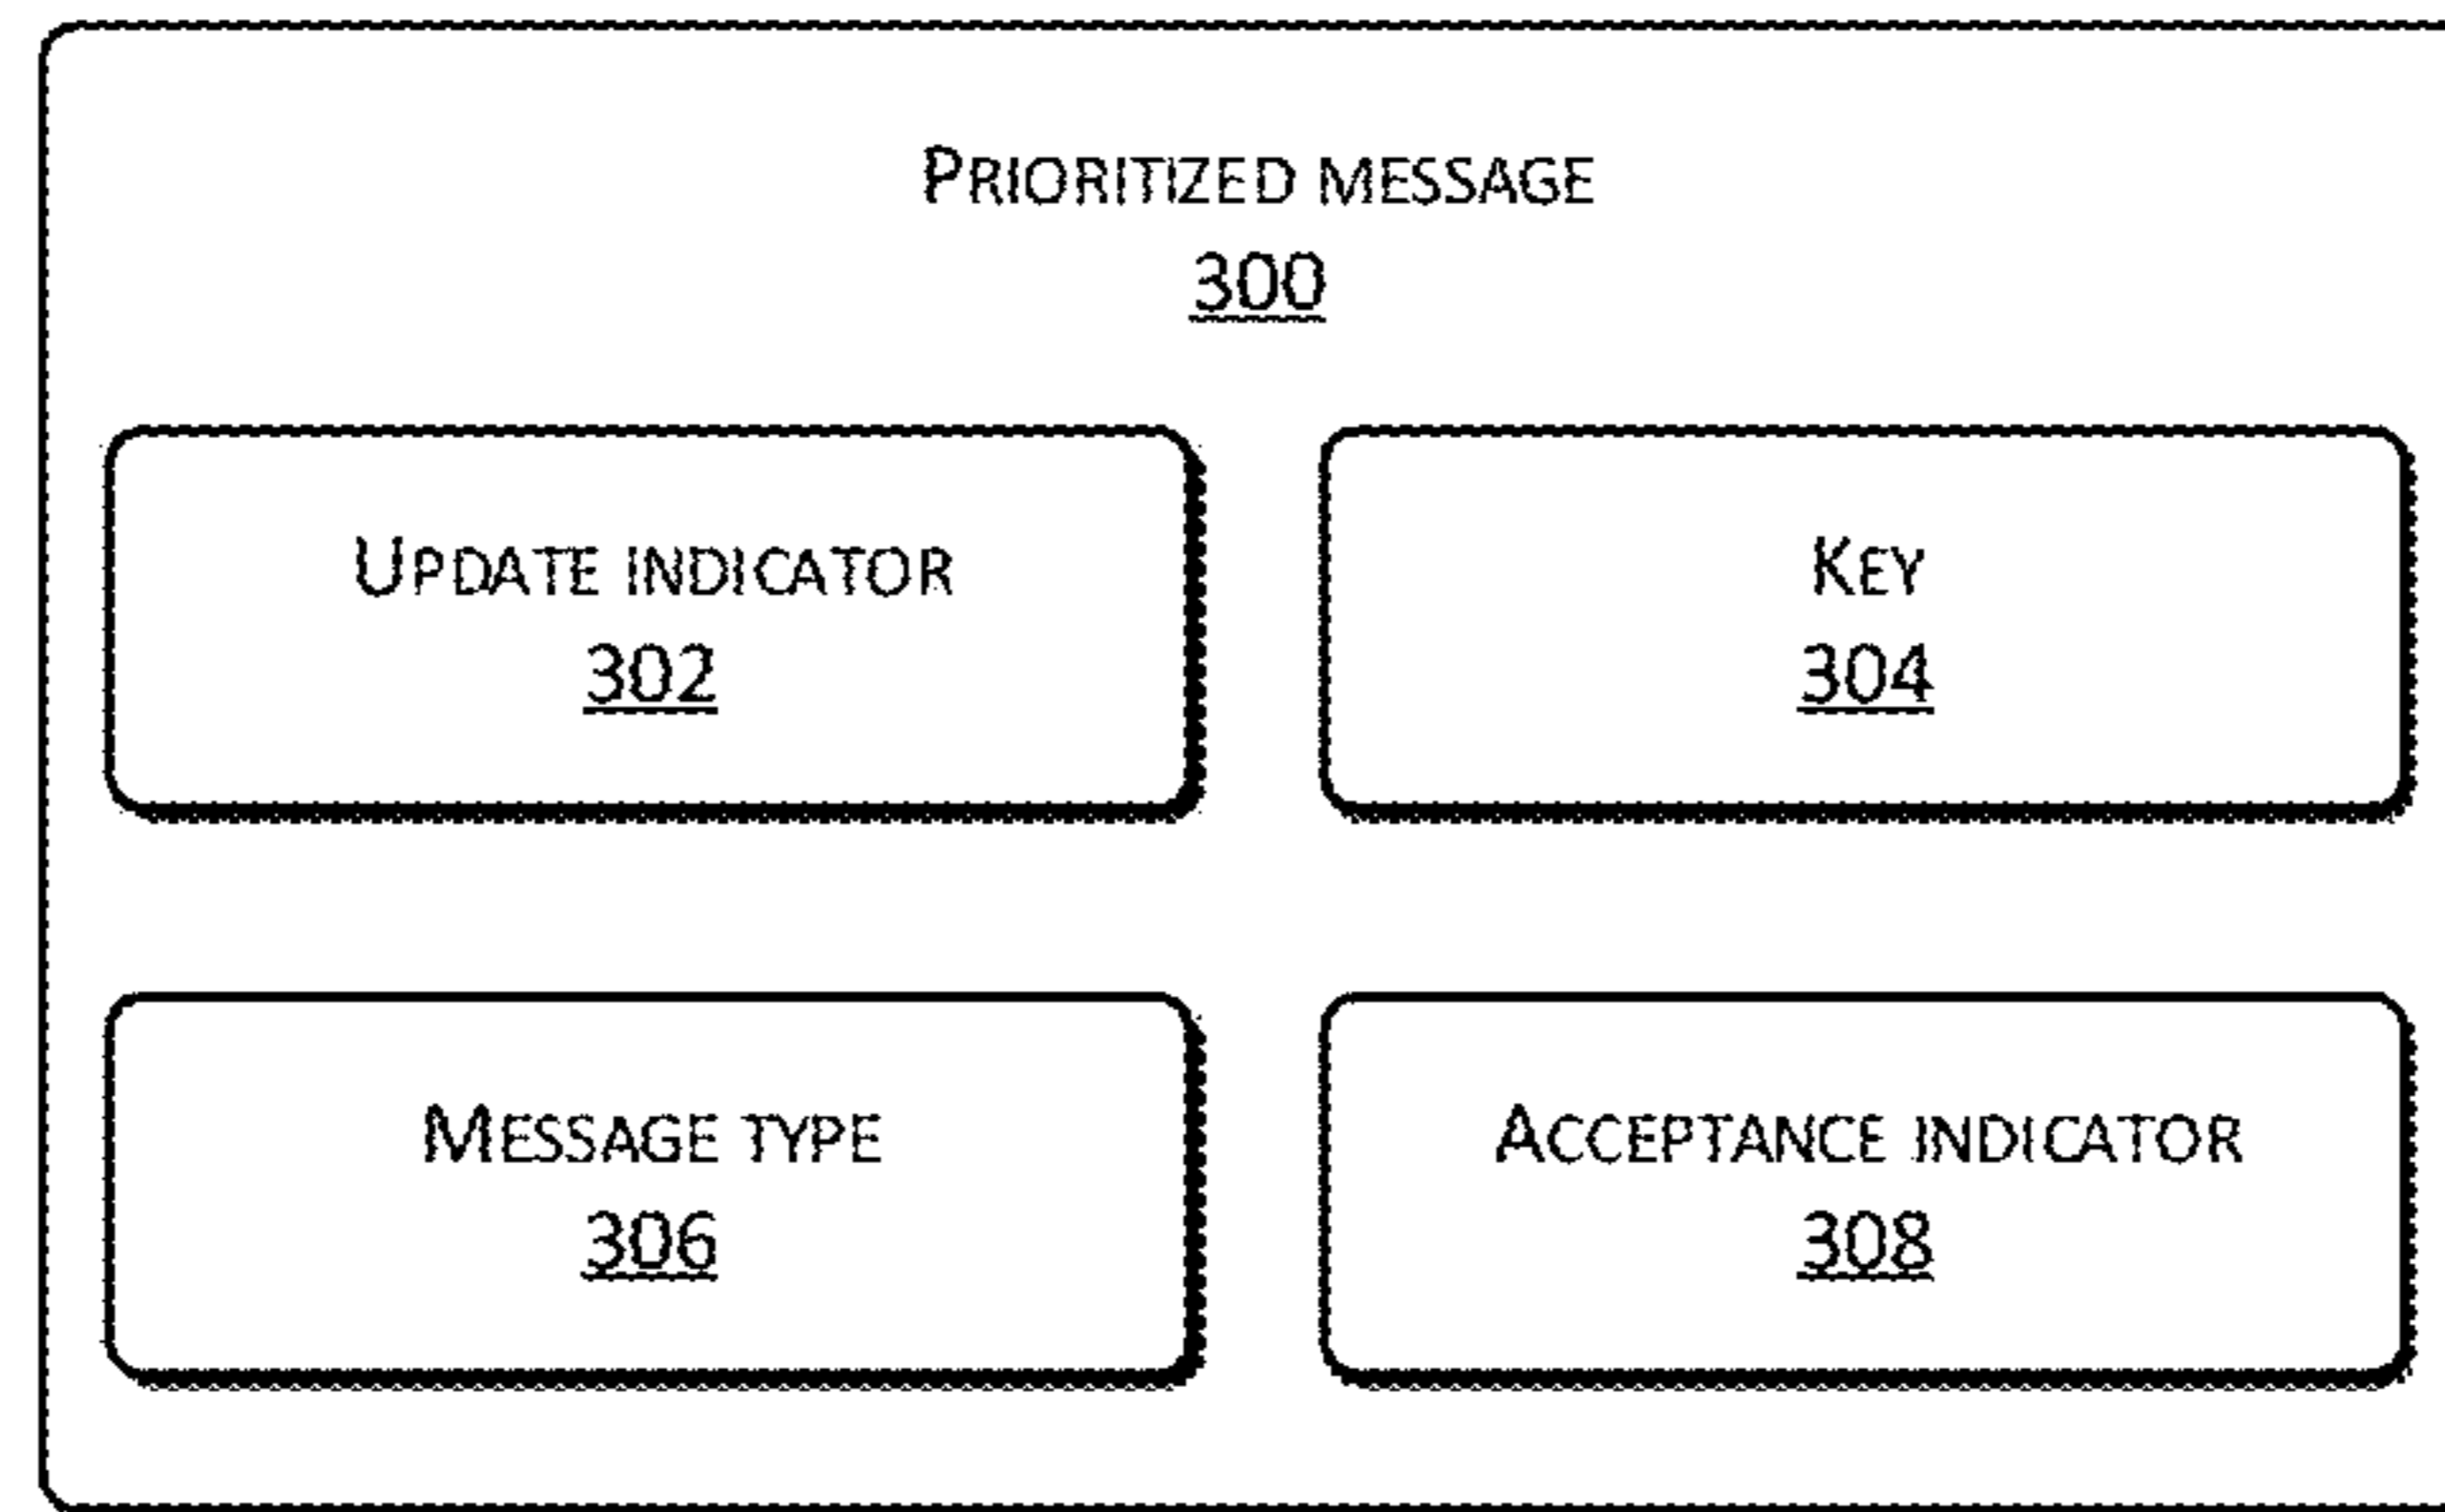 Prioritized message
300
Update indicator
302
Key
304
Message type
306
Acceptance indicator
308